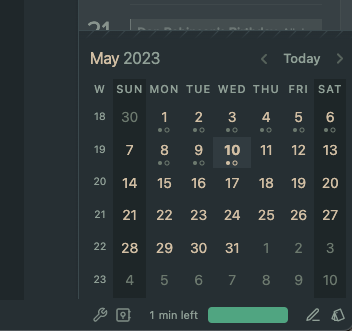 21
May 2023 Today
W SUN MON TUE WED THU FRI SAT
18 30 1 2 3 4 5 6
19 7 8 9 10 11 12 13
20 14 15 16 17 18 19 20
21 21 22 23 24 25 26 27
22 28 29 30 31 1 2 3
23 4 5 6 7 8 9 10
1 min left